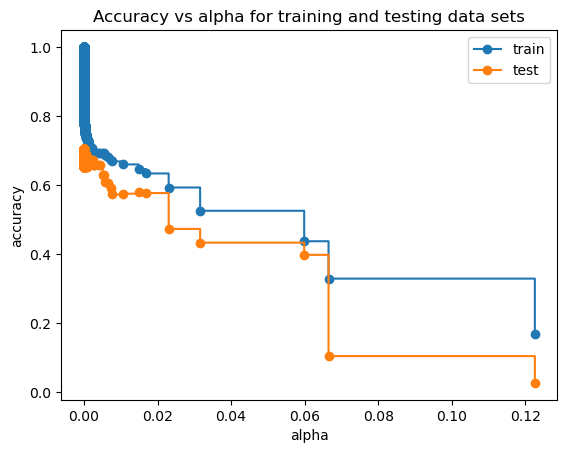 Accuracy vs alpha for training and testing data sets
train
test
1.0
0.8
0.6
0.4
0.2
0.0
accuracy
0.00
0.02
0.04
0.06
0.08
0.10
0.12
alpha